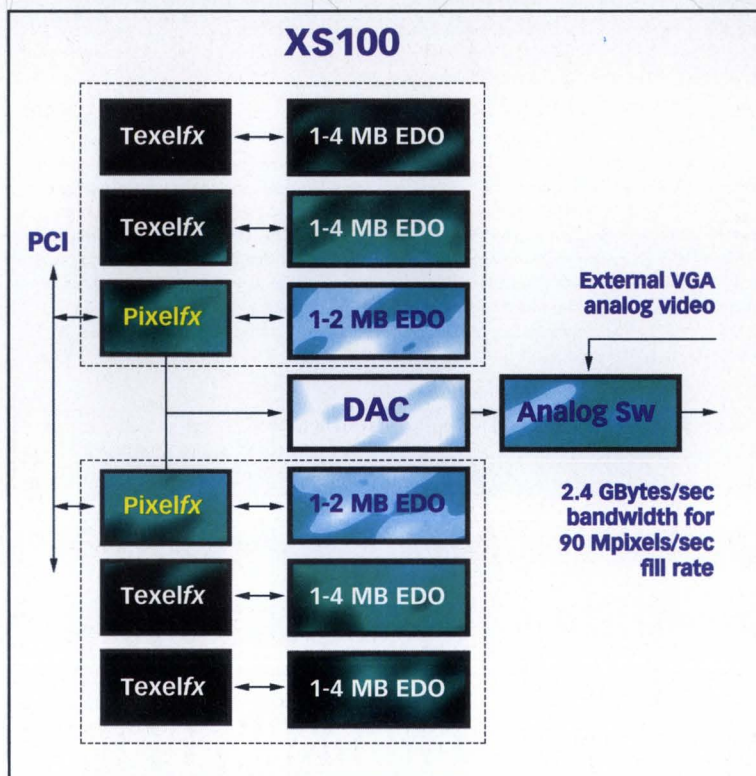 XS100
Texelfx 1-4 MB EDO
Texelfx 1-4 MB EDO
PCI
Pixelfx 1-2 MB EDO
External VGA
analog video
DAC
Analog Sw
Pixelfx 1-2 MB EDO
2.4 GBytes/sec
bandwidth for
90 Mpixels/sec
fill rate
Texelfx 1-4 MB EDO
Texelfx 1-4 MB EDO